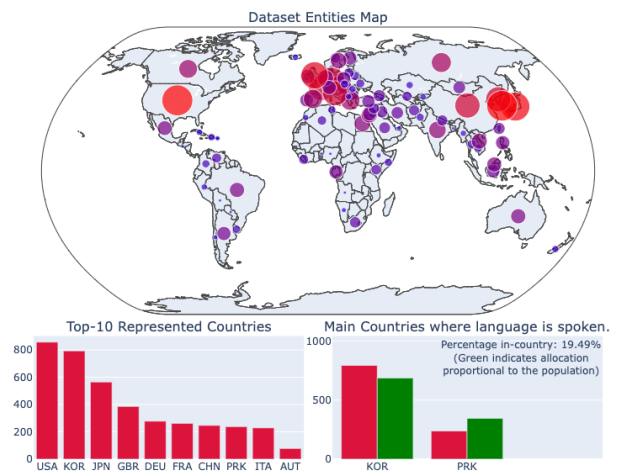 Dataset Entities Map
Top-10 Represented Countries
800
600
400
200
0
USA KOR JPN GBR DEU FRA CHN PRK ITA AUT
Main Countries where language is spoken.
Percentage in-country: 19.49%
(Green indicates allocation
proportional to the population)
1000
500
0
KOR PRK